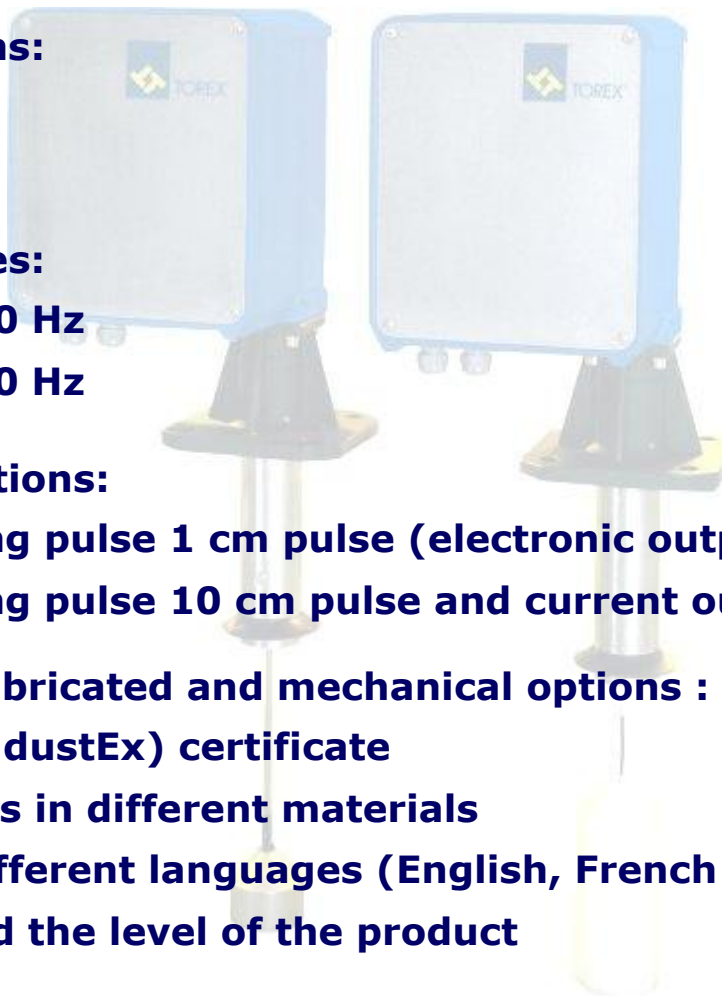 ns:
TOREX
TOREX
es:
0 Hz
0 Hz
tions:
ng pulse 1 cm pulse (electronic outp
ng pulse 10 cm pulse and current ou
bricated and mechanical options :
dustEx) certificate
s in different materials
fferent languages (English, French
d the level of the product